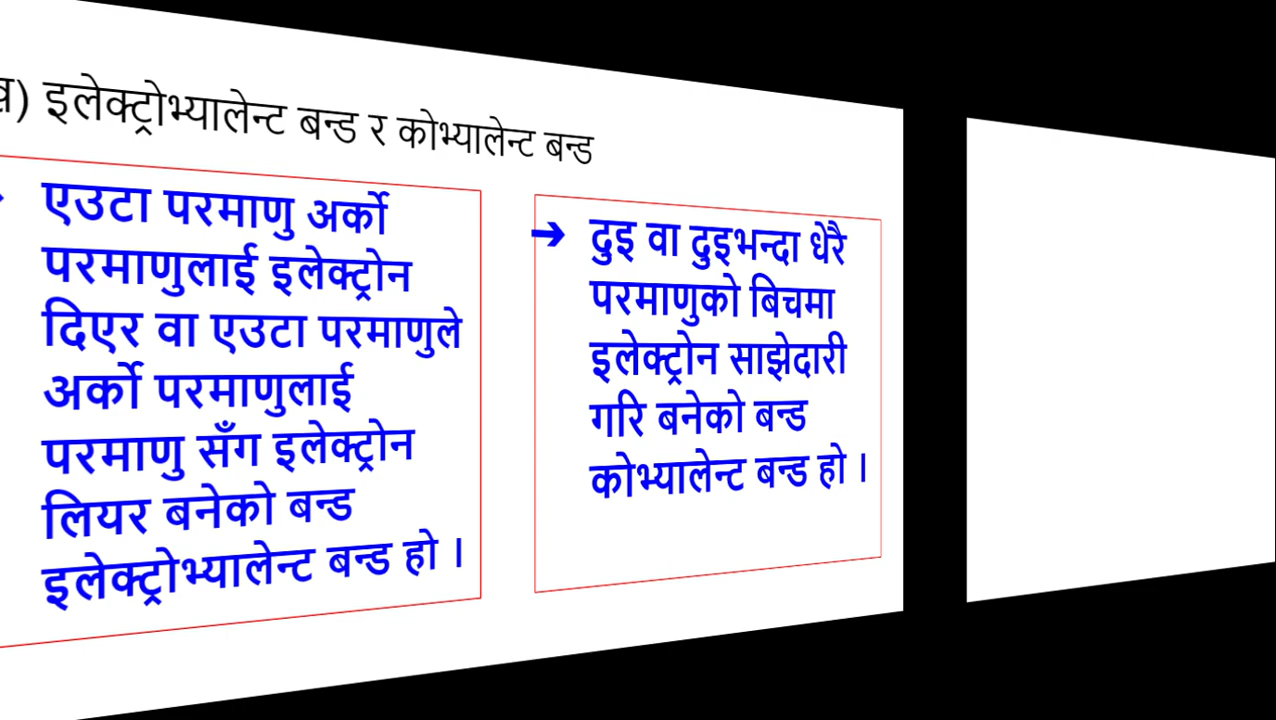 ख) इलेक्ट्रोभ्यालेन्ट बन्ड र कोभ्यालेन्ट बन्ड
एउटा परमाणु अर्को
परमाणुलाई इलेक्ट्रोन
दिएर वा एउटा परमाणुले
अर्को परमाणुलाई
परमाणु सँग इलेक्ट्रोन
लियर बनेको बन्ड
इलेक्ट्रोभ्यालेन्ट बन्ड हो ।
➔ दुइ वा दुइभन्दा धेरै
परमाणुको बिचमा
इलेक्ट्रोन साझेदारी
गरि बनेको बन्ड
कोभ्यालेन्ट बन्ड हो ।